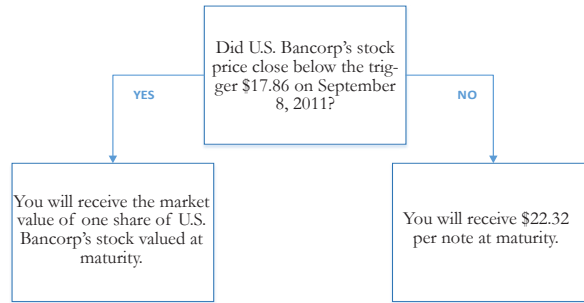 Did U.S. Bancorp's stock
price close below the trig-
ger $17.86 on September
8, 2011?
YES
NO
You will receive the market
value of one share of U.S.
Bancorp's stock valued at
maturity.
You will receive $22.32
per note at maturity.